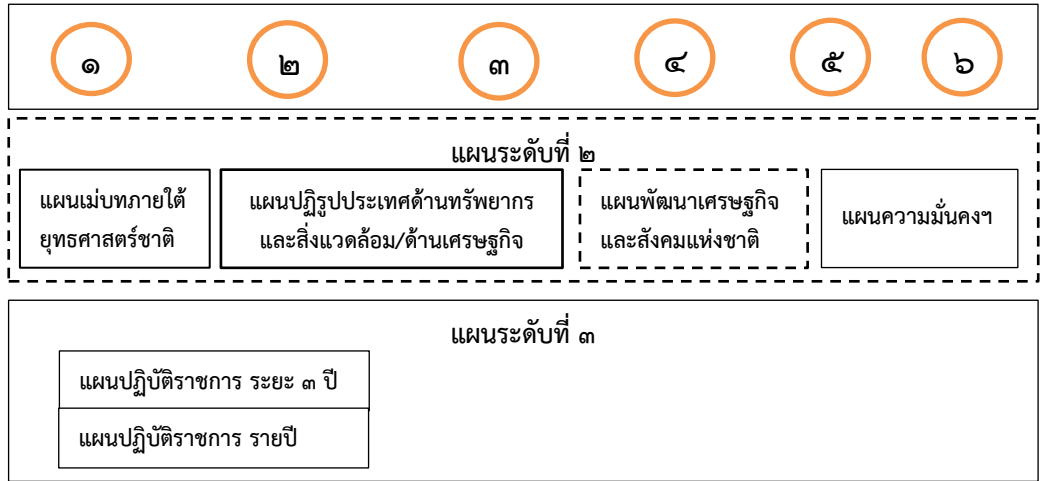 ๑ ๒ ๓ ๔ ๕ ๖
แผนระดับที่ ๒
แผนเม่บทภายใต้
ยุทธศาสตร์ชาติ
แผนปฏิรูปประเทศด้านทรัพยากร
และสิ่งแวดล้อม/ด้านเศรษฐกิจ
แผนพัฒนาเศรษฐกิจ
และสังคมแห่งชาติ
แผนความมั่นคงฯ
แผนระดับที่ ๓
แผนปฏิบัติราชการ ระยะ ๓ ปี
แผนปฏิบัติราชการ รายปี